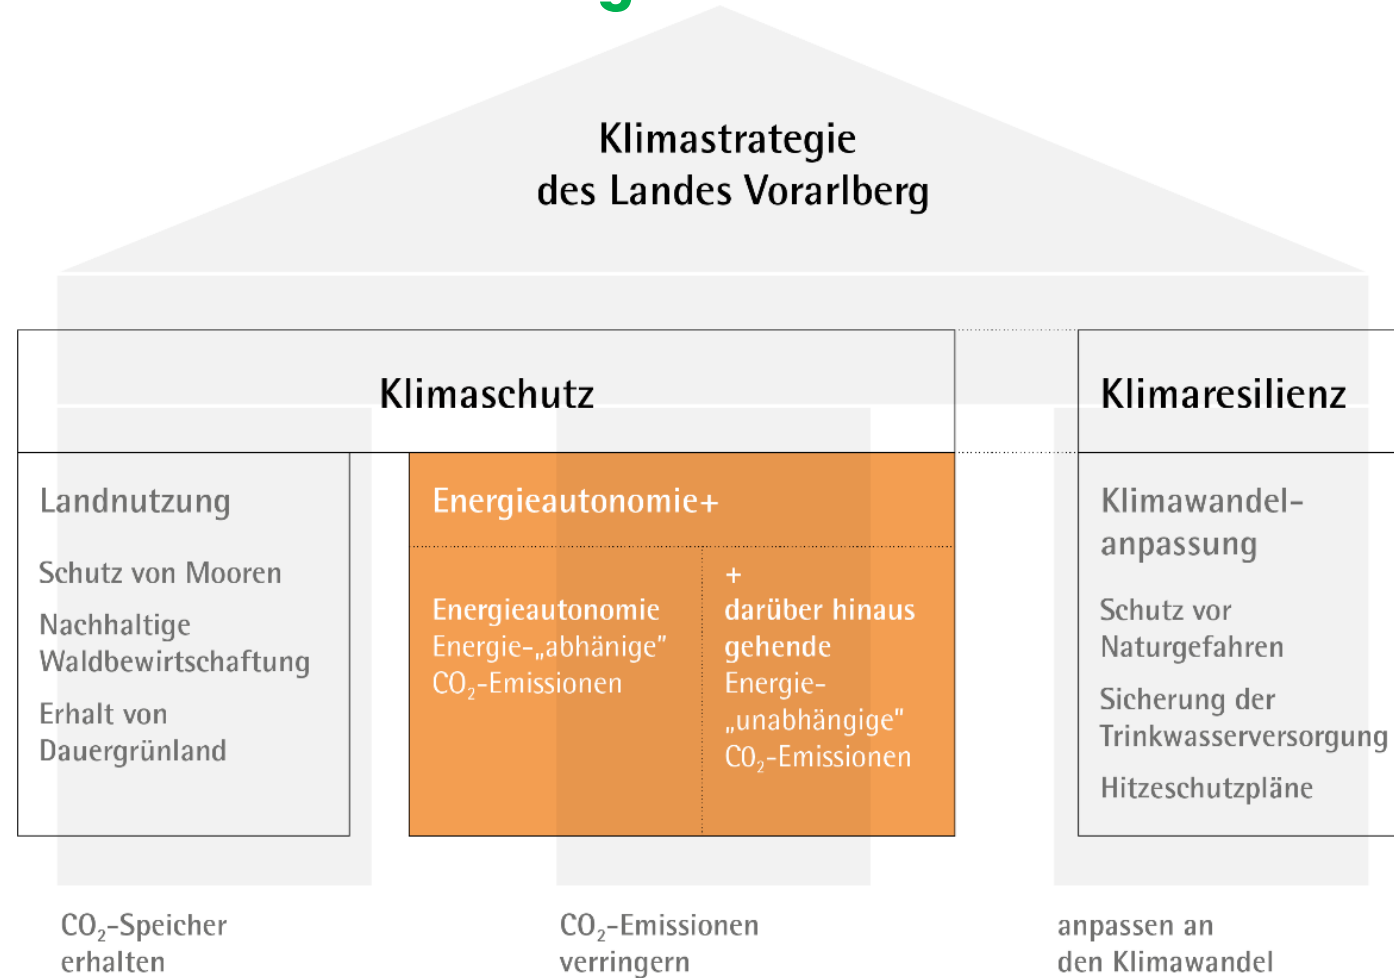 g
Klimastrategie
des Landes Vorarlberg
Klimaschutz
Klimaresilienz
Landnutzung
Schutz von Mooren
Nachhaltige
Waldbewirtschaftung
Erhalt von
Dauergrünland
Energieautonomie+
Energieautonomie
Energie-„abhänige"
CO₂-Emissionen
+
darüber hinaus
gehende
Energie-
„unabhängige"
CO₂-Emissionen
Klimawandel-
anpassung
Schutz vor
Naturgefahren
Sicherung der
Trinkwasserversorgung
Hitzeschutzpläne
CO₂-Speicher
erhalten
CO₂-Emissionen
verringern
anpassen an
den Klimawandel